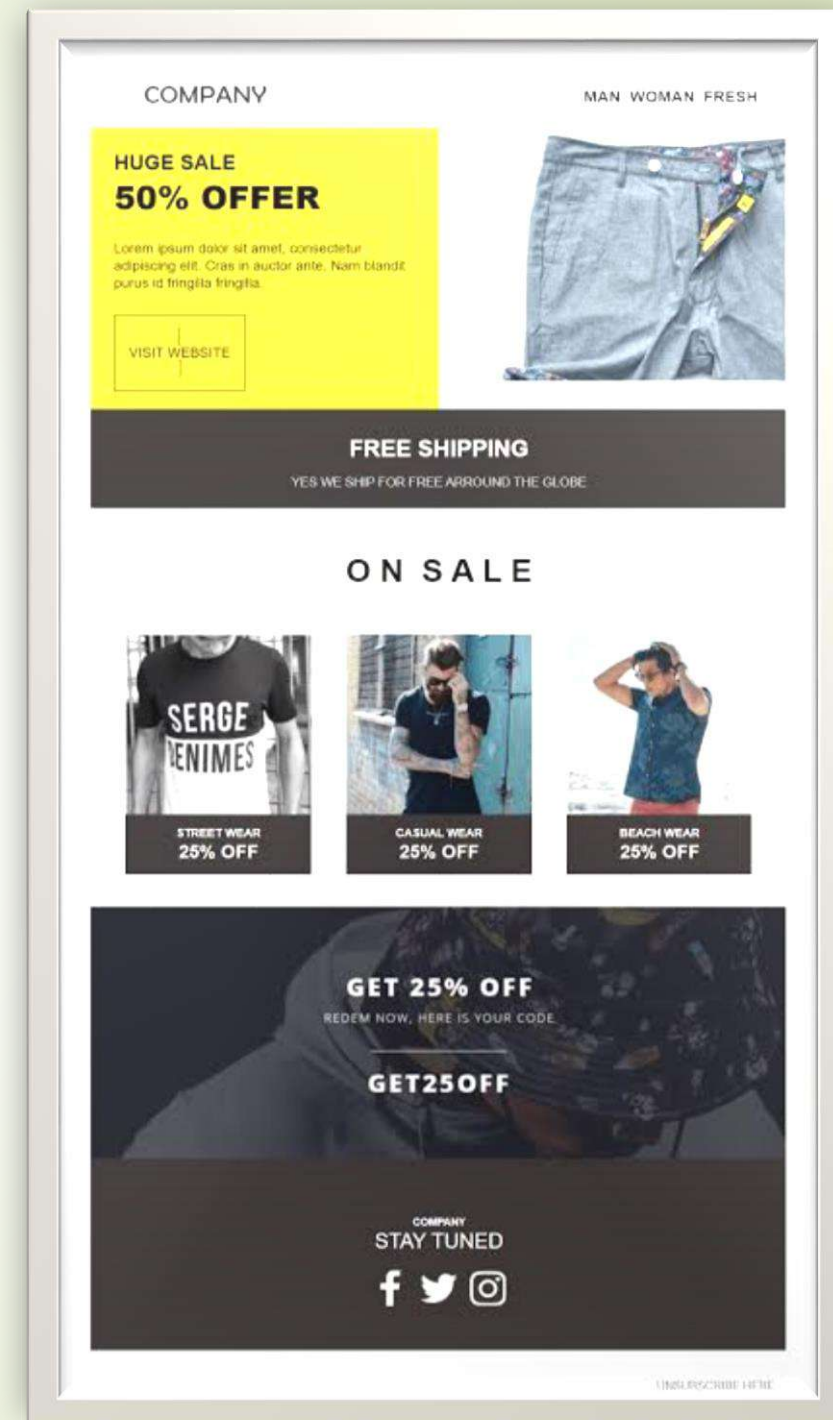 COMPANY
MAN WOMAN FRESH
HUGE SALE
50% OFFER
Lorem ipsum dolor sit amet, consectetur
adipiscing elit. Cras in auctor ante. Nam blandit
purus id fringilla fringilla.
VISIT WEBSITE
FREE SHIPPING
YES WE SHIP FOR FREE ARROUND THE GLOBE
ON SALE
SERGE
DENIMES
STREET WEAR
25% OFF
CASUAL WEAR
25% OFF
BEACH WEAR
25% OFF
GET 25% OFF
REDEM NOW, HERE IS YOUR CODE
GET25OFF
COMPANY
STAY TUNED
UNSURSCRIBE HERE